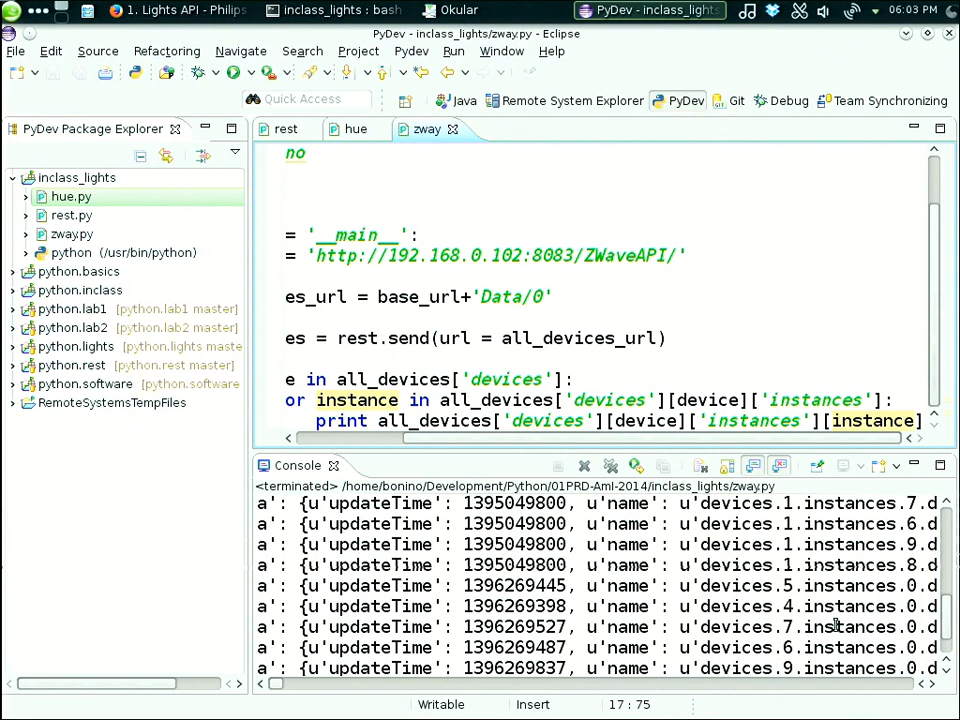 1. Lights API - Philips
inclass_lights : bash
Okular
PyDev - inclass_lights
06:03 PM
PyDev - inclass_lights/zway.py - Eclipse
File Edit Source Refactoring Navigate Search Project Pydev Run Window Help
Quick Access
Java Remote System Explorer PyDev Git Debug Team Synchronizing
PyDev Package Explorer
inclass_lights
hue.py
rest.py
zway.py
python (/usr/bin/python)
python.basics
python.inclass
python.lab1 [python.lab1 master]
python.lab2 [python.lab2 master]
python.lights [python.lights maste
python.rest [python.rest master]
python.software [python.software
RemoteSystemsTempFiles
rest hue zway
no
= '__main__':
= 'http://192.168.0.102:8083/ZWaveAPI/'
es_url = base_url+'Data/0'
es = rest.send(url = all_devices_url)
e in all_devices['devices']:
or instance in all_devices['devices'][device]['instances']:
print all_devices['devices'][device]['instances'][instance]
Console
<terminated> /home/bonino/Development/Python/01PRD-AmI-2014/inclass_lights/zway.py
a': {u'updateTime': 1395049800, u'name': u'devices.1.instances.7.d
a': {u'updateTime': 1395049800, u'name': u'devices.1.instances.6.d
a': {u'updateTime': 1395049800, u'name': u'devices.1.instances.9.d
a': {u'updateTime': 1395049800, u'name': u'devices.1.instances.8.d
a': {u'updateTime': 1396269445, u'name': u'devices.5.instances.0.d
a': {u'updateTime': 1396269398, u'name': u'devices.4.instances.0.d
a': {u'updateTime': 1396269527, u'name': u'devices.7.instances.0.d
a': {u'updateTime': 1396269487, u'name': u'devices.6.instances.0.d
a': {u'updateTime': 1396269837, u'name': u'devices.9.instances.0.d
Writable Insert 17 : 75